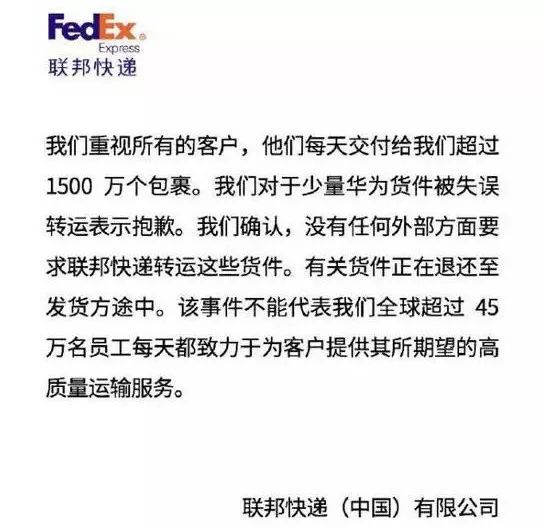 FedEx®
Express
联邦快递
我们重视所有的客户，他们每天交付给我们超过
1500 万个包裹。我们对于少量华为货件被失误
转运表示抱歉。我们确认，没有任何外部方面要
求联邦快递转运这些货件。有关货件正在退还至
发货方途中。该事件不能代表我们全球超过 45
万名员工每天都致力于为客户提供其所期望的高
质量运输服务。
联邦快递（中国）有限公司